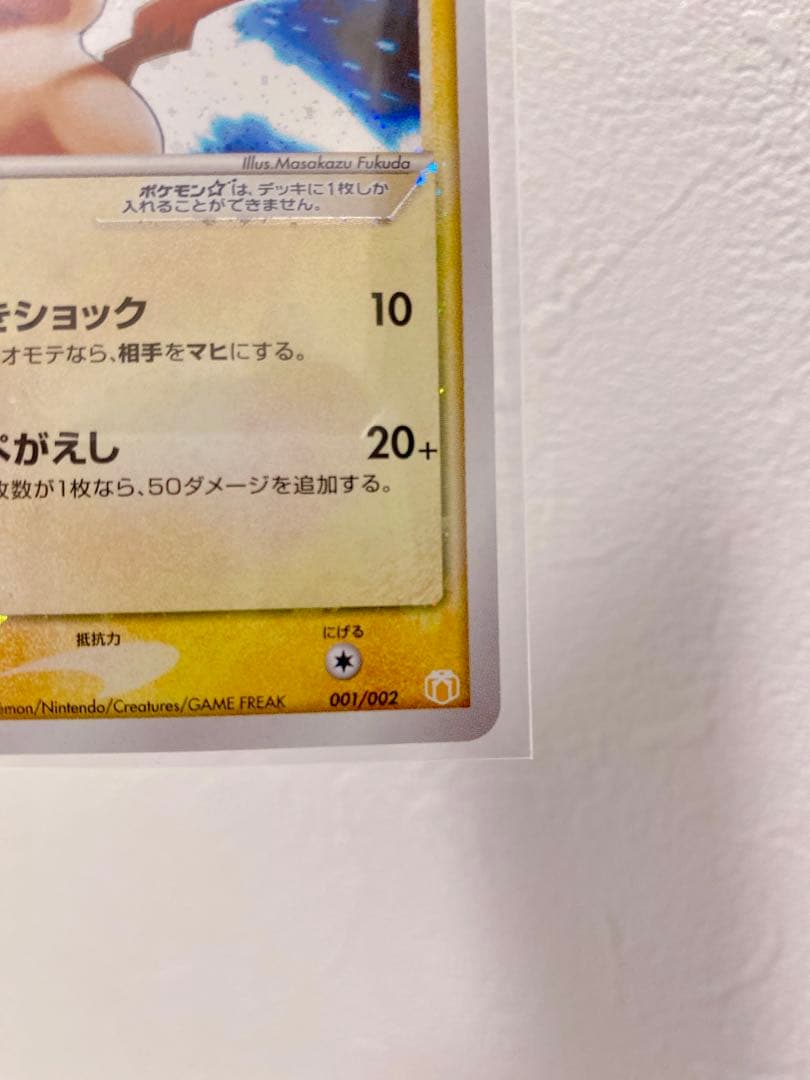 Illus.Masakazu Fukuda
ポケモン☆は、デッキに1枚しか
入れることができません。
ショック 10
オモテなら、相手をマヒにする。
がえし 20+
数が1枚なら、50ダメージを追加する。
抵抗力 にげる
/Nintendo/Creatures/GAME FREAK 001/002